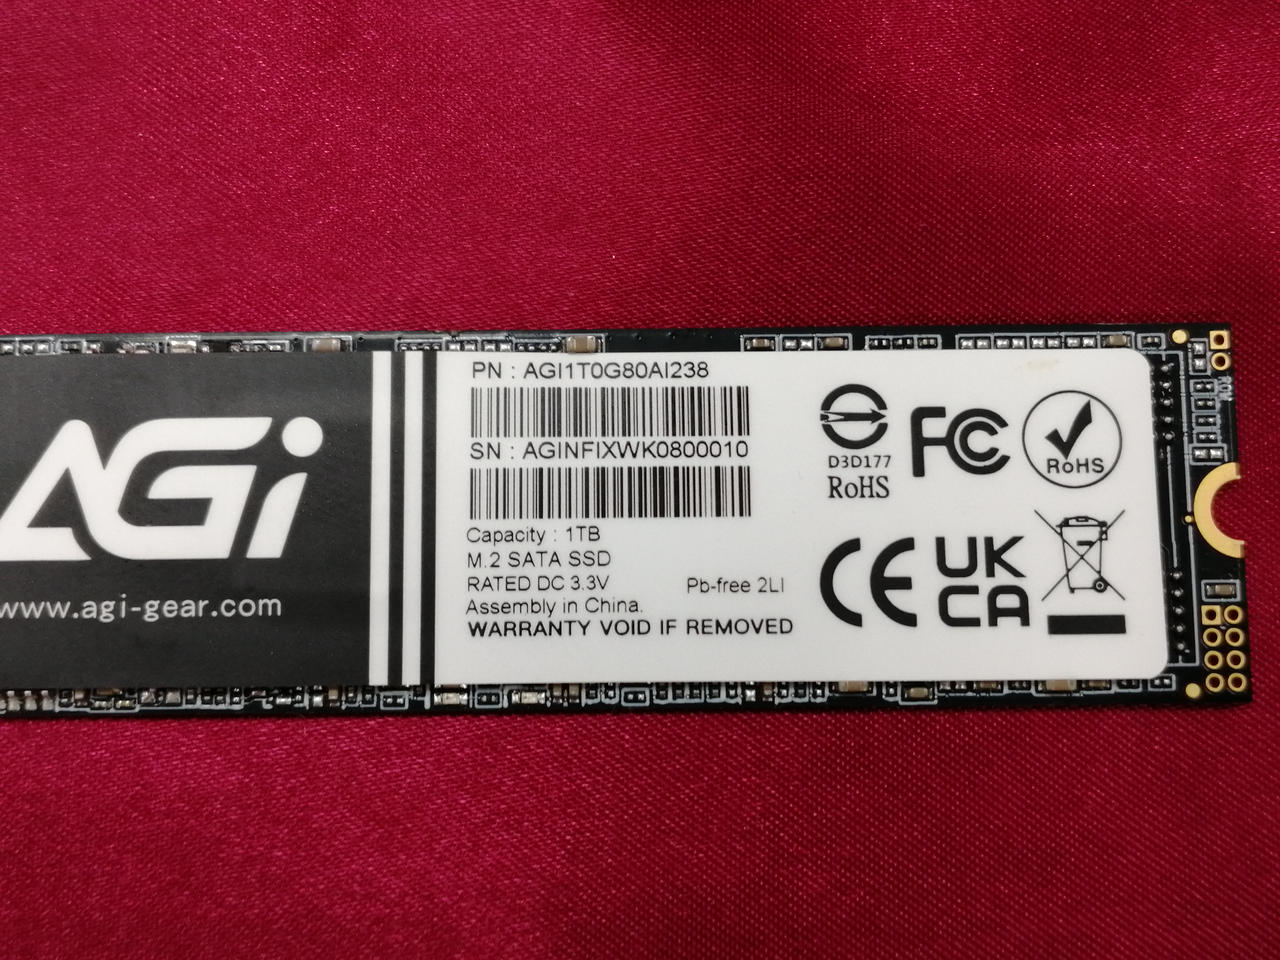 AGi
www.agi-gear.com
PN : AGI1T0G80AI238
SN : AGINFIXWK0800010
Capacity : 1TB
M.2 SATA SSD
RATED DC 3.3V
Pb-free 2LI
Assembly in China.
WARRANTY VOID IF REMOVED
D3D177
RoHS
FC
RoHS
CE
UK
CA